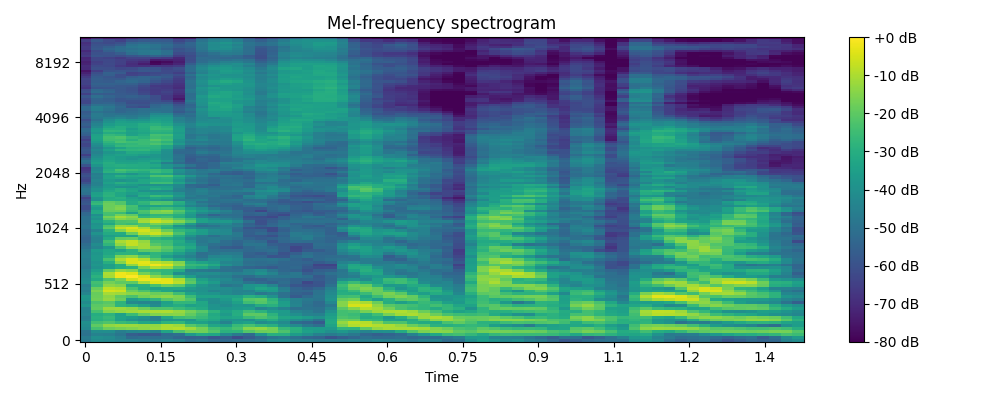 Mel-frequency spectrogram
Hz
8192
4096
2048
1024
512
0
0 0.15 0.3 0.45 0.6 0.75 0.9 1.1 1.2 1.4
Time
+0 dB
-10 dB
-20 dB
-30 dB
-40 dB
-50 dB
-60 dB
-70 dB
-80 dB